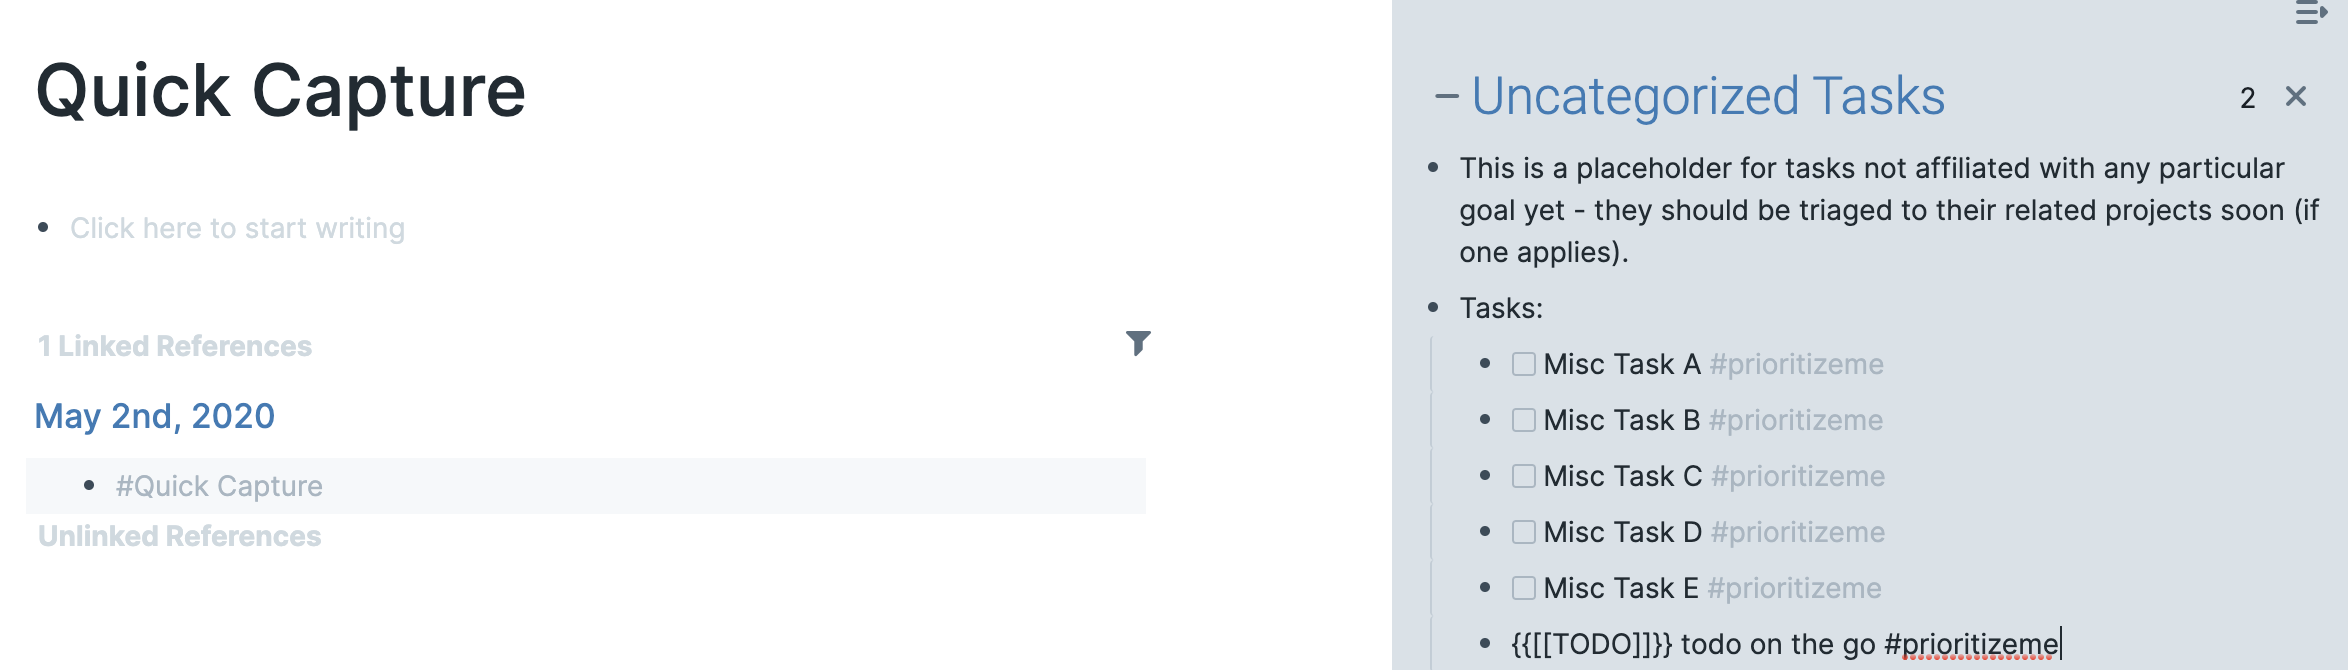 Quick Capture
Click here to start writing
1 Linked References
May 2nd, 2020
#Quick Capture
Unlinked References
Uncategorized Tasks 2
This is a placeholder for tasks not affiliated with any particular
goal yet - they should be triaged to their related projects soon (if
one applies).
Tasks:
Misc Task A #prioritizeme
Misc Task B #prioritizeme
Misc Task C #prioritizeme
Misc Task D #prioritizeme
Misc Task E #prioritizeme
{{[[TODO]]}} todo on the go #prioritizeme